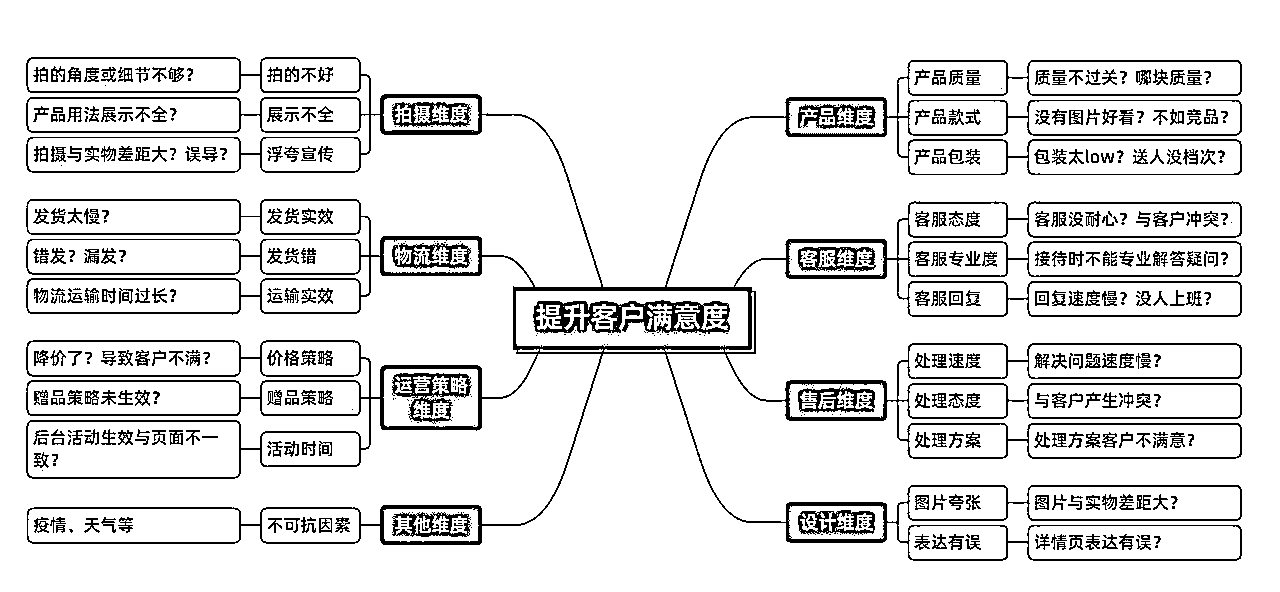 提升客户满意度
拍摄维度
拍的不好
拍的角度或细节不够？
展示不全
产品用法展示不全？
浮夸宣传
拍摄与实物差距大？误导？
物流维度
发货实效
发货太慢？
发货错
错发？漏发？
运输实效
物流运输时间过长？
运营策略
维度
价格策略
降价了？导致客户不满？
赠品策略
赠品策略未生效？
活动时间
后台活动生效与页面不一
致？
其他维度
不可抗因素
疫情、天气等
产品维度
产品质量
质量不过关？哪块质量？
产品款式
没有图片好看？不如竞品？
产品包装
包装太low？送人没档次？
客服维度
客服态度
客服没耐心？与客户冲突？
客服专业度
接待时不能专业解答疑问？
客服回复
回复速度慢？没人上班？
售后维度
处理速度
解决问题速度慢？
处理态度
与客户产生冲突？
处理方案
处理方案客户不满意？
设计维度
图片夸张
图片与实物差距大？
表达有误
详情页表达有误？